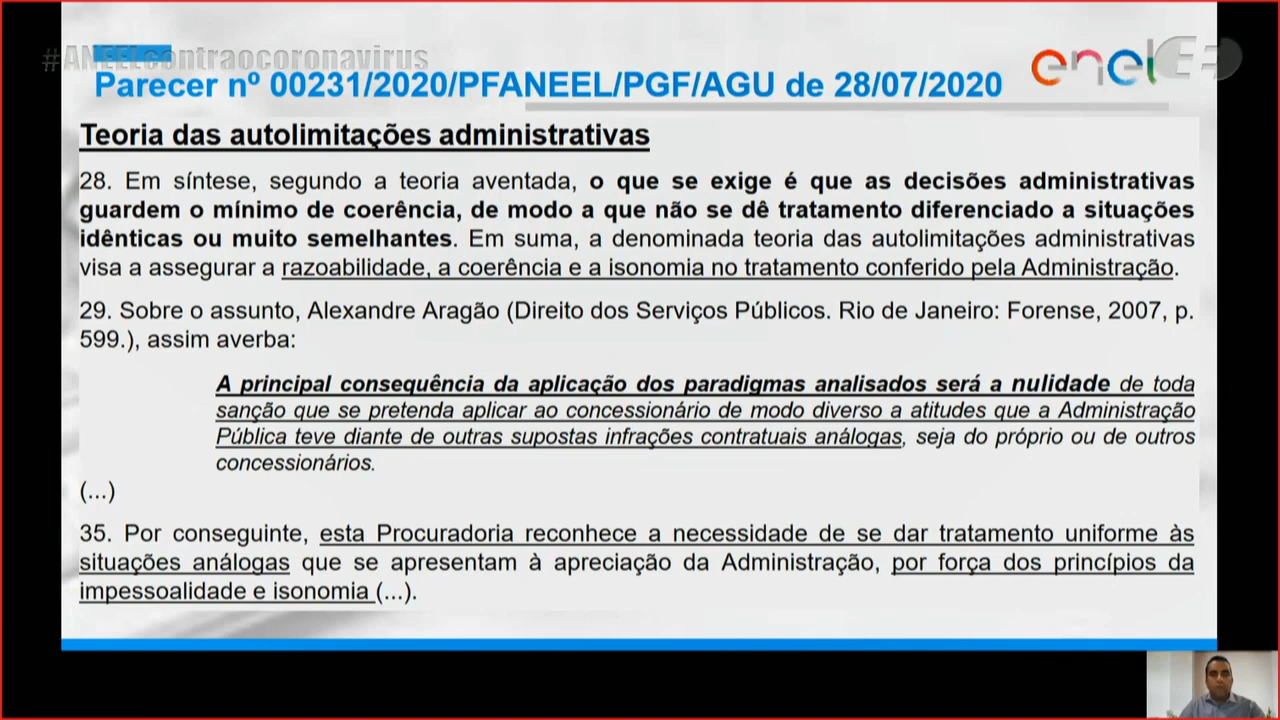 #ANEELcontraocoronavirus
enel
Parecer nº 00231/2020/PFANEEL/PGF/AGU de 28/07/2020
Teoria das autolimitações administrativas
28. Em síntese, segundo a teoria aventada, o que se exige é que as decisões administrativas
guardem o mínimo de coerência, de modo a que não se dê tratamento diferenciado a situações
idênticas ou muito semelhantes. Em suma, a denominada teoria das autolimitações administrativas
visa a assegurar a razoabilidade, a coerência e a isonomia no tratamento conferido pela Administração.
29. Sobre o assunto, Alexandre Aragão (Direito dos Serviços Públicos. Rio de Janeiro: Forense, 2007, p.
599.), assim averba:
A principal consequência da aplicação dos paradigmas analisados será a nulidade de toda
sanção que se pretenda aplicar ao concessionário de modo diverso a atitudes que a Administração
Pública teve diante de outras supostas infrações contratuais análogas, seja do próprio ou de outros
concessionários.
(...)
35. Por conseguinte, esta Procuradoria reconhece a necessidade de se dar tratamento uniforme às
situações análogas que se apresentam à apreciação da Administração, por força dos princípios da
impessoalidade e isonomia (...).